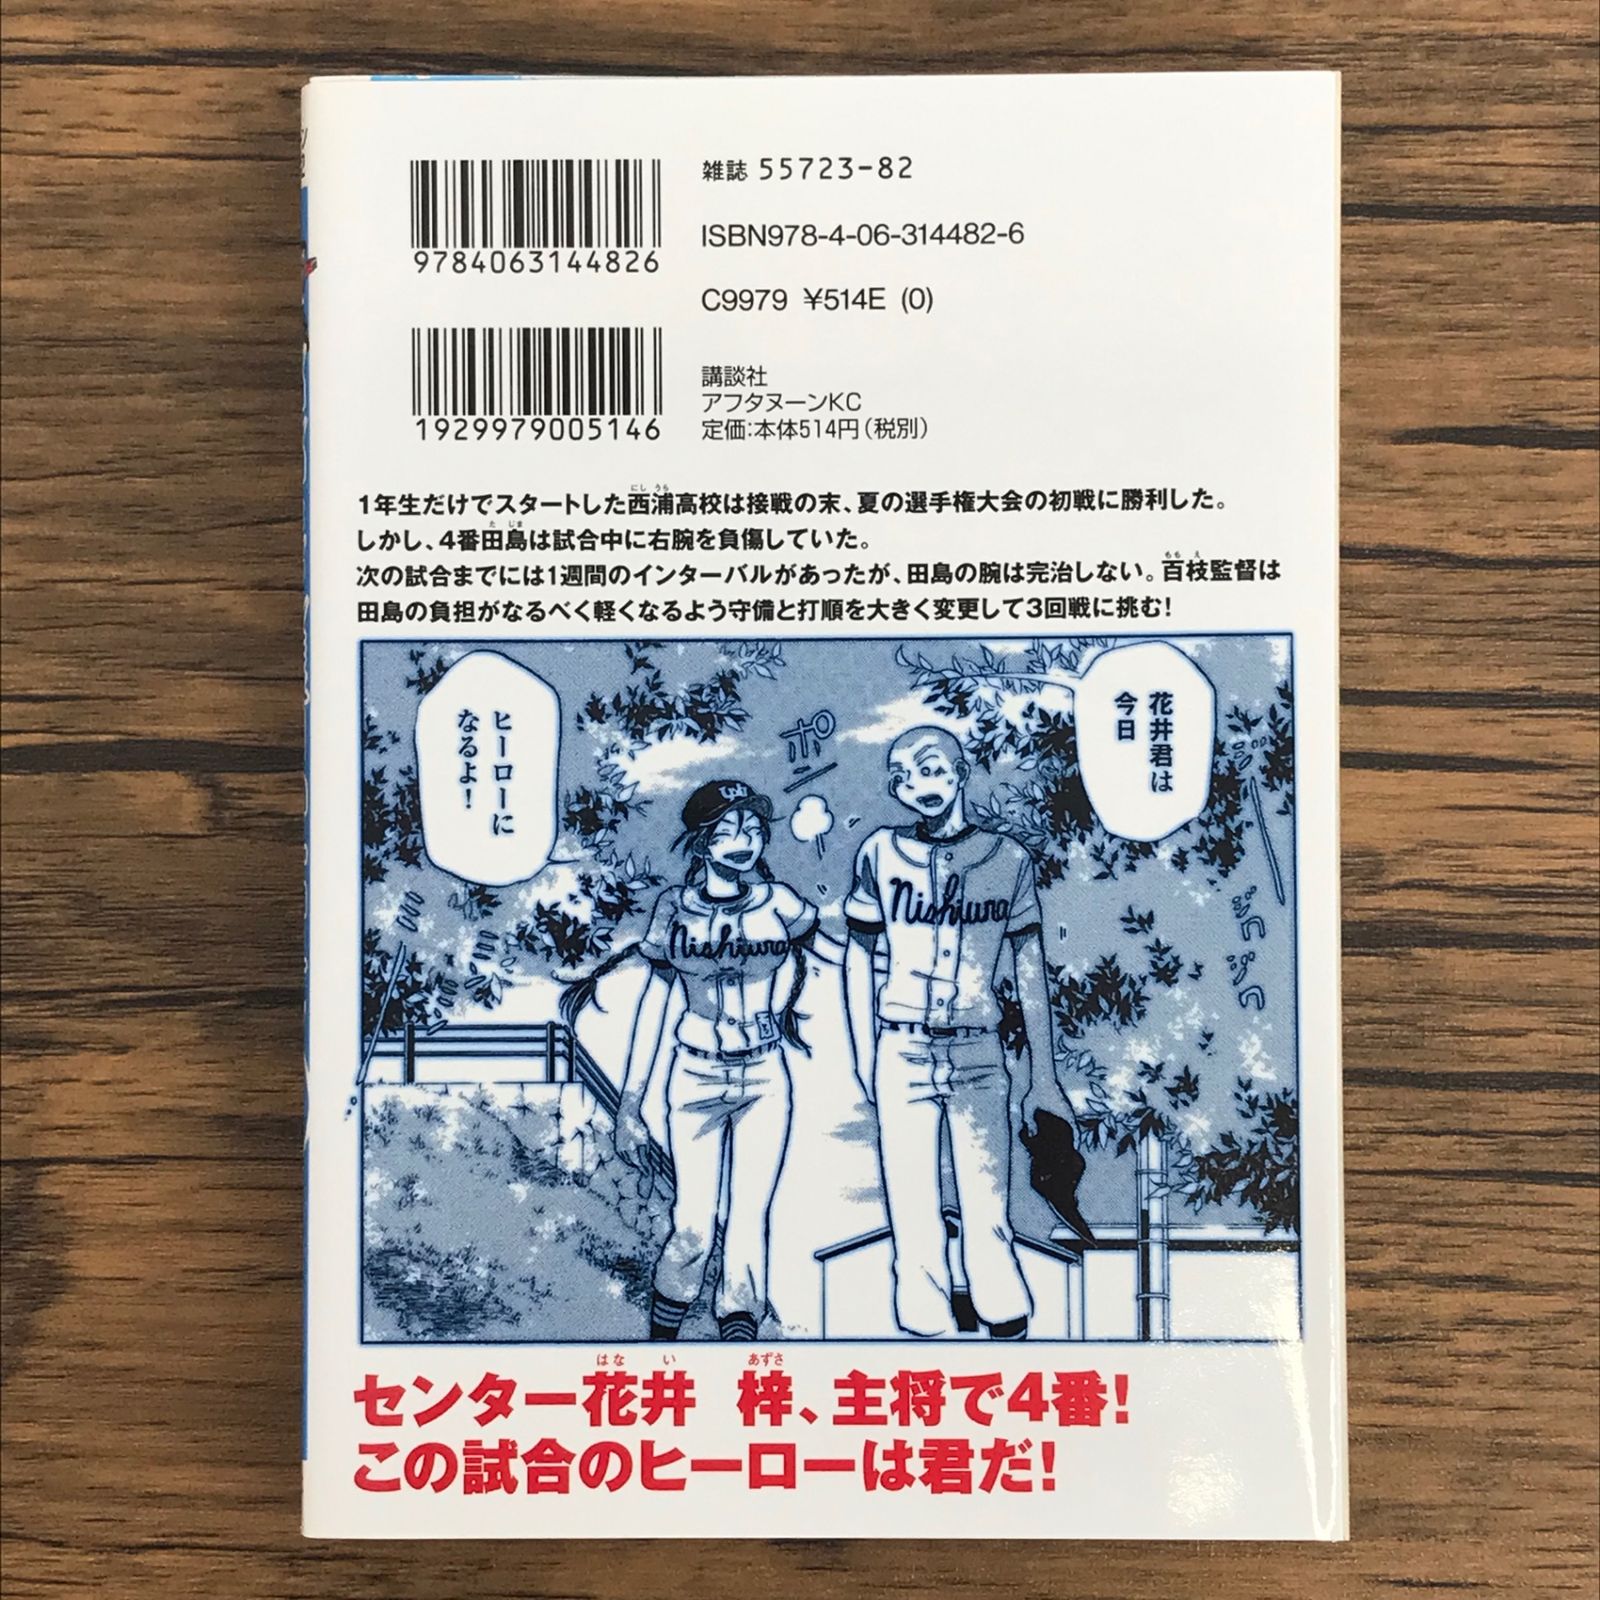 雑誌 55723-82
ISBN978-4-06-314482-6
9784063144826
C9979 ¥514E (0)
講談社
アフタヌーンKC
定価:本体514円(税別)
1929979005146
1年生だけでスタートした西浦高校は接戦の末、夏の選手権大会の初戦に勝利した。
しかし、4番田島は試合中に右腕を負傷していた。
次の試合までには1週間のインターバルがあったが、田島の腕は完治しない。百枝監督は
田島の負担がなるべく軽くなるよう守備と打順を大きく変更して3回戦に挑む!
花井君は
今日
ヒーローに
なるよ!
ポン
Nishiura
Nishiura
センター花井 梓、主将で4番!
この試合のヒーローは君だ!